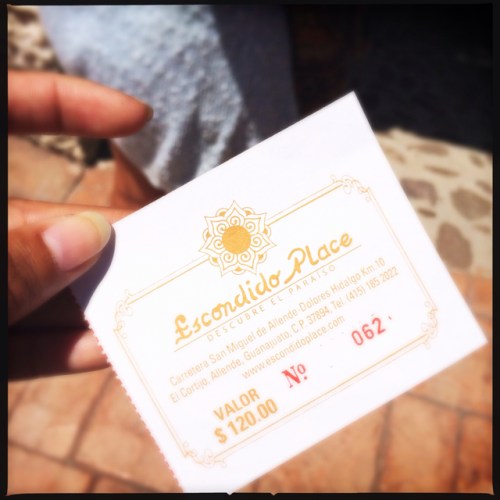 Escondido Place
DESCUBRE EL PARAÍSO
Carretera San Miguel de Allende-Dolores Hidalgo Km.10
El Cortijo, Allende, Guanajuato, C.P. 37894, Tel. (415) 185 2022
www.escondidoplace.com
VALOR
$120.00
Nº
062